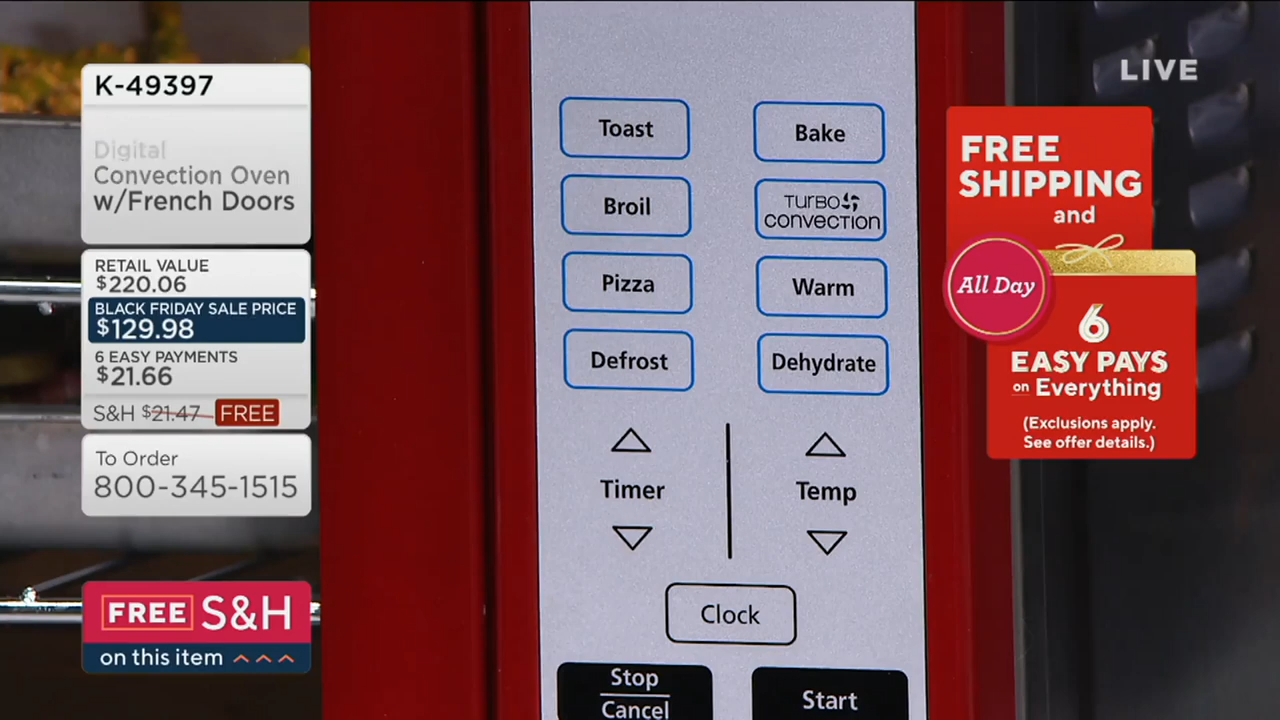 K-49397
Digital
Convection Oven
w/French Doors
RETAIL VALUE
$220.06
BLACK FRIDAY SALE PRICE
$129.98
6 EASY PAYMENTS
$21.66
S&H $21.47 FREE
To Order
800-345-1515
FREE S&H
on this item
Toast
Bake
Broil
TURBO
CONVECTION
Pizza
Warm
Defrost
Dehydrate
Timer
Temp
Clock
Stop
Cancel
Start
LIVE
FREE
SHIPPING
and
All Day
6
EASY PAYS
on Everything
(Exclusions apply.
See offer details.)